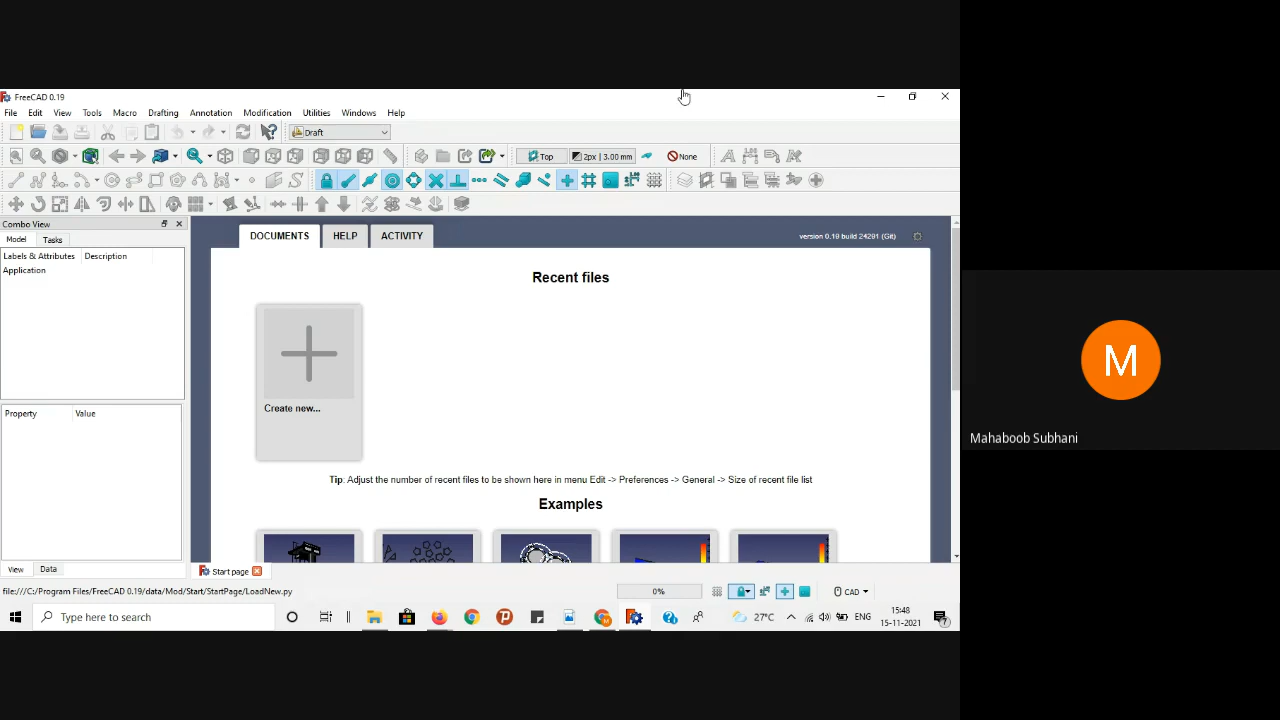 FreeCAD 0.19
File Edit View Tools Macro Drafting Annotation Modification Utilities Windows Help
Draft
Top 2px | 3.00 mm None
Combo View
Model Tasks
Labels & Attributes Description
Application
Property Value
View Data
DOCUMENTS HELP ACTIVITY
version 0.19 build 24291 (Git)
Recent files
Create new...
Tip: Adjust the number of recent files to be shown here in menu Edit -> Preferences -> General -> Size of recent file list
Examples
Start page
file:///C:/Program Files/FreeCAD 0.19/data/Mod/Start/StartPage/LoadNew.py
0%
CAD
Type here to search
27°C
ENG
15:48
15-11-2021
7
M
Mahaboob Subhani